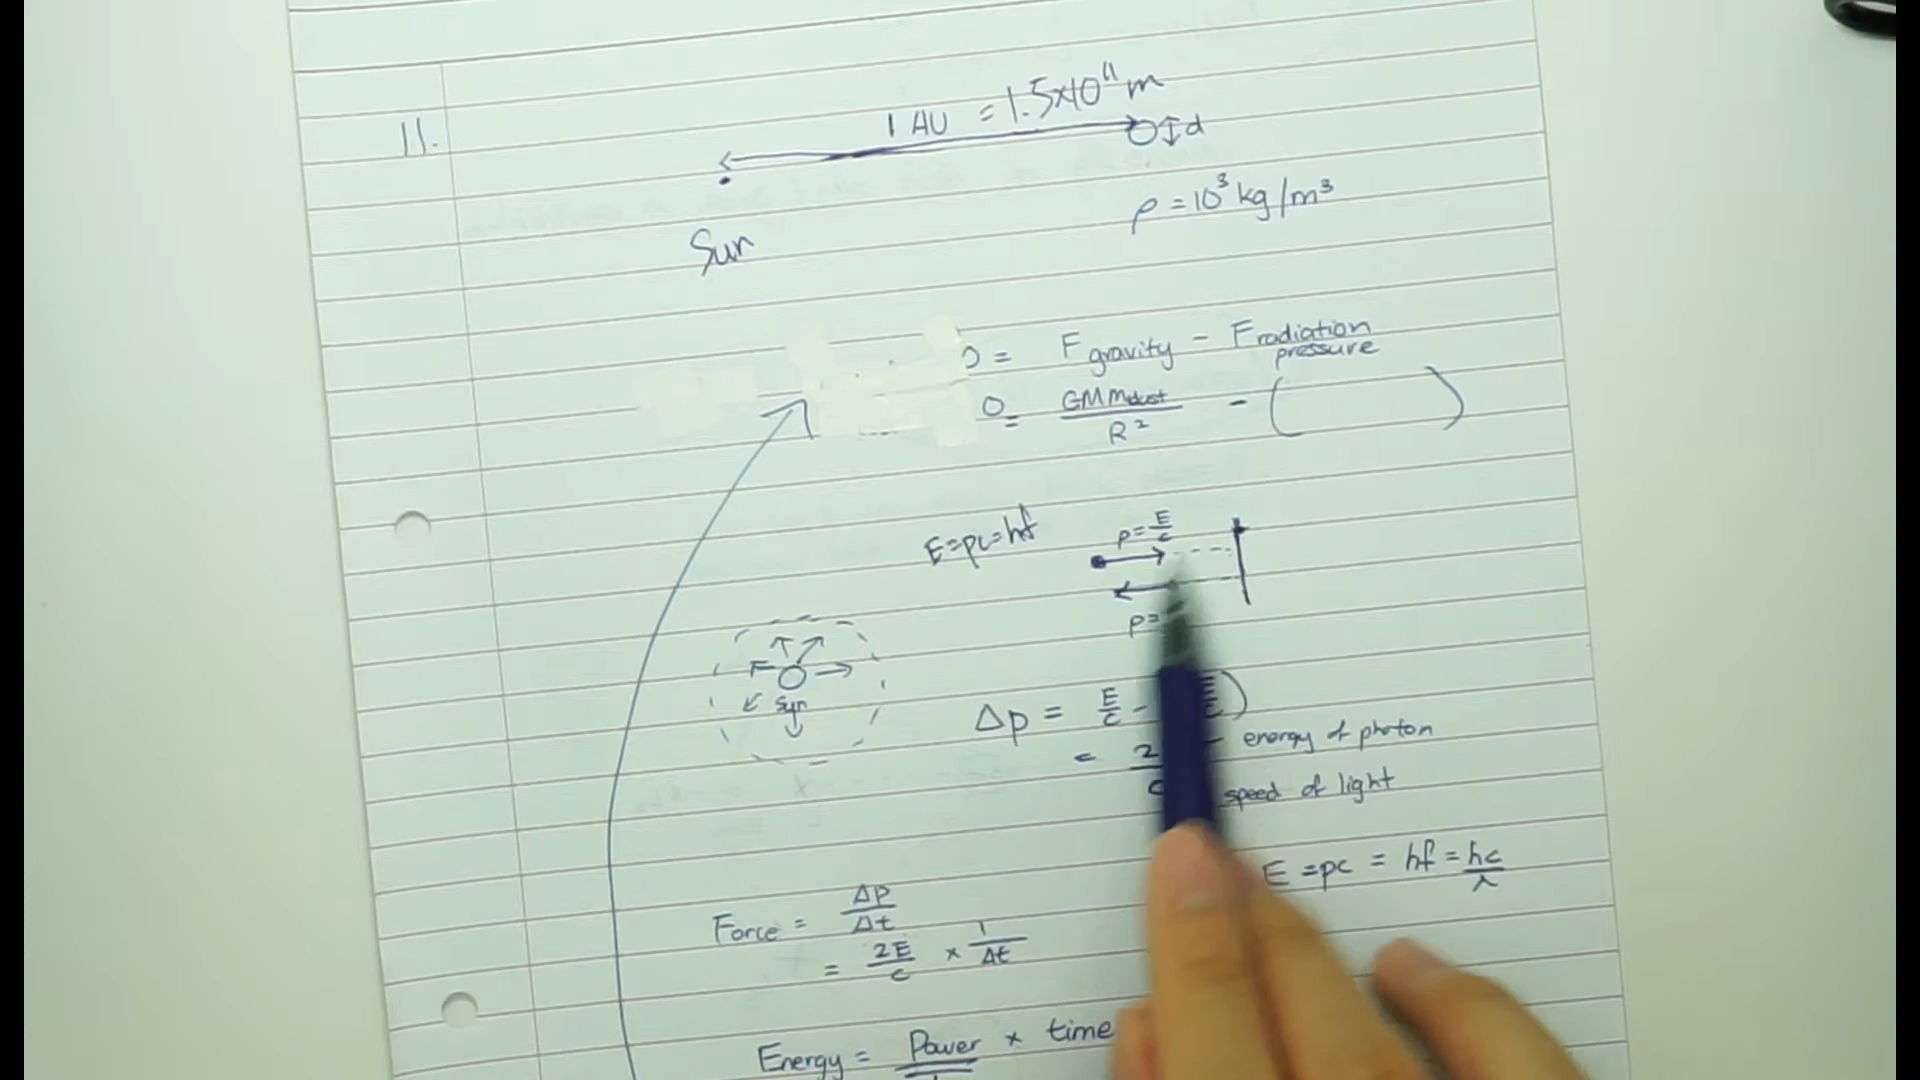 11.
1 AU = 1.5×10¹¹ m
d
ρ = 10³ kg/m³
Sun
0 = F gravity - F radiation pressure
0 = GMm dust / R² - ( )
E=pc=hf
p=E/c
p=
Sun
Δp = E/c -
= 2 energy of photon
c speed of light
E = pc = hf = hc/λ
Force = Δp/Δt
= 2E/c × 1/Δt
Energy = Power × time